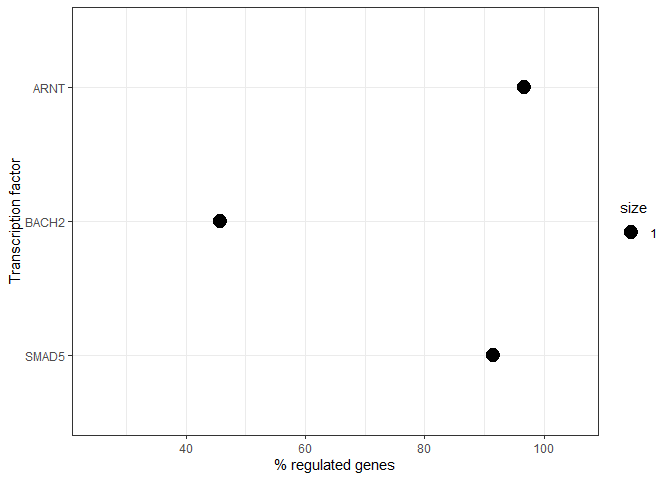 ARNT
BACH2
SMAD5
Transcription factor
40 60 80 100
% regulated genes
size
1